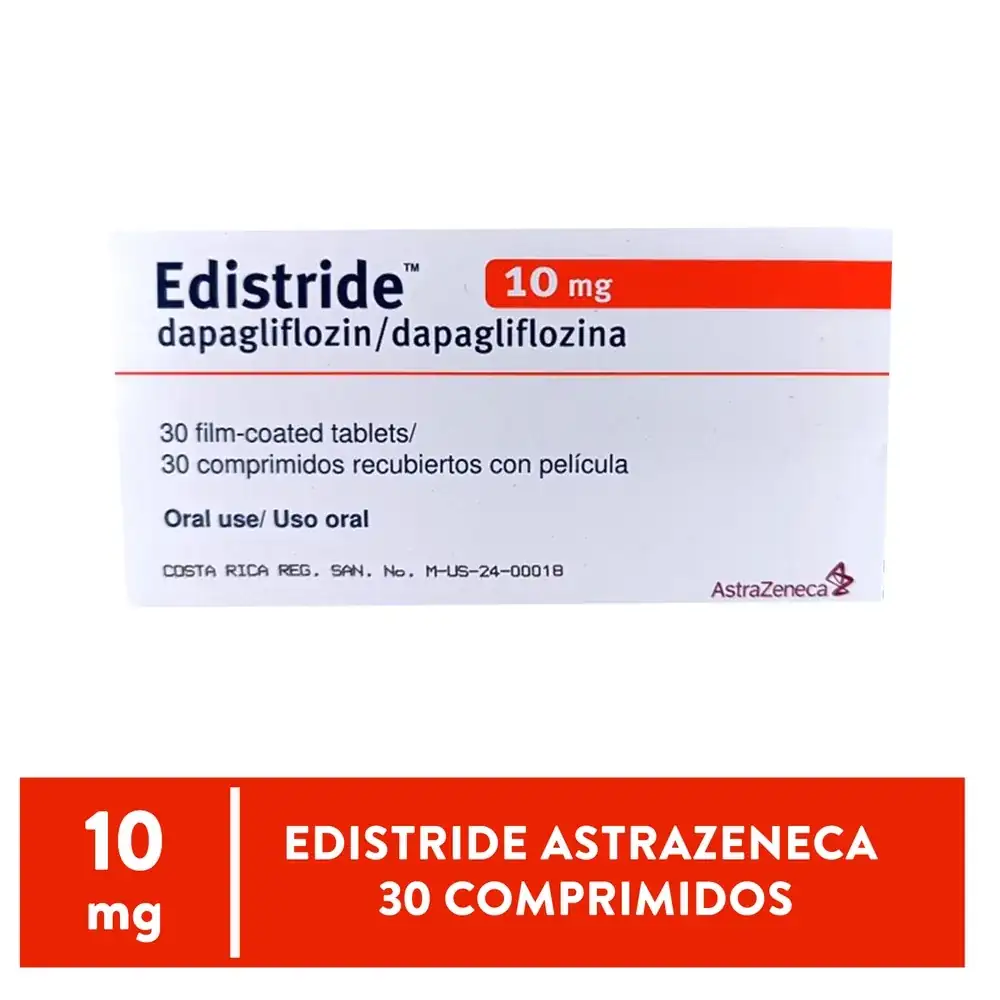 Edistride™
10 mg
dapagliflozin/dapagliflozina
30 film-coated tablets/
30 comprimidos recubiertos con película
Oral use/ Uso oral
COSTA RICA REG. SAN. No. M-US-24-00018
AstraZeneca
10
mg
EDISTRIDE ASTRAZENECA
30 COMPRIMIDOS